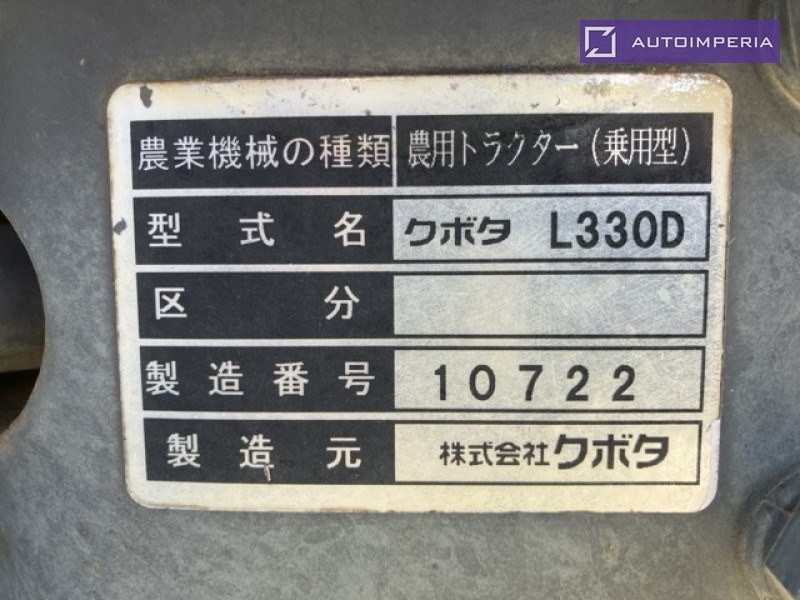 AUTOIMPERIA
農業機械の種類 農用トラクター(乗用型)
型式名 クボタ L330D
区分
製造番号 10722
製造元 株式会社クボタ